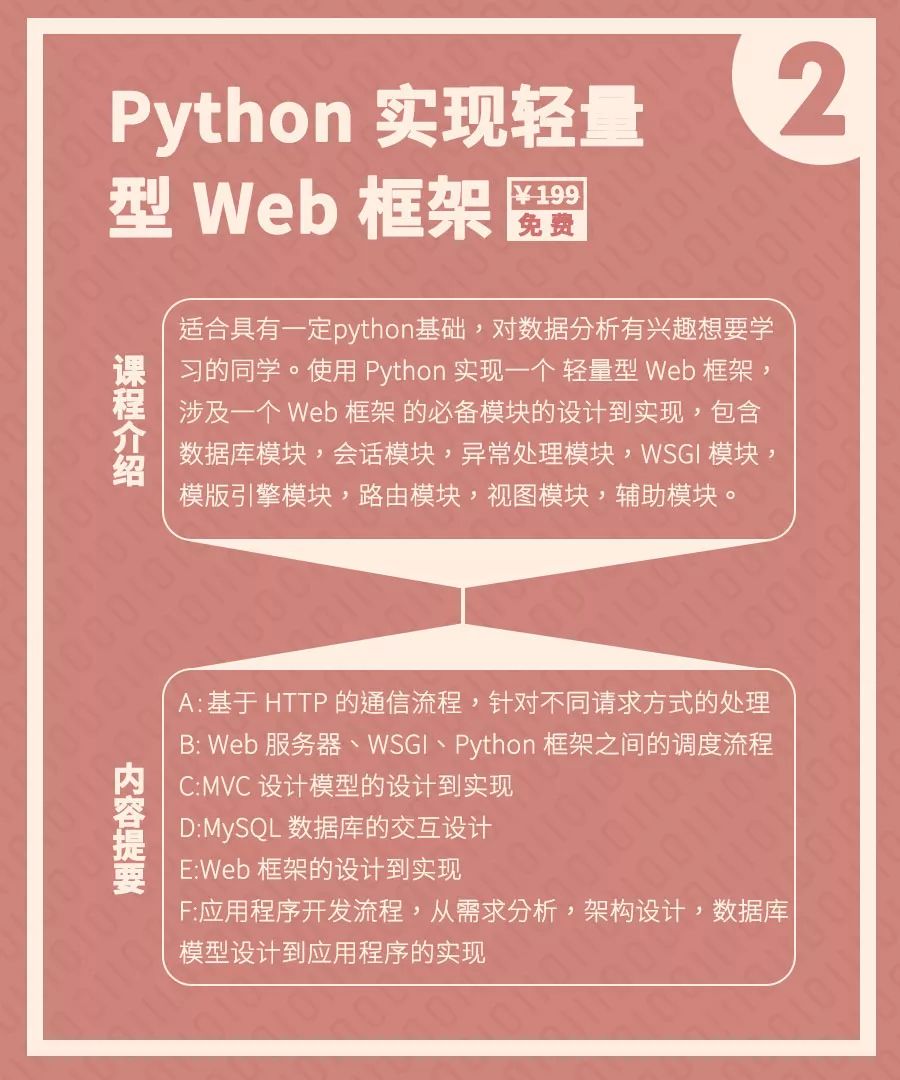 2
Python 实现轻量
型 Web 框架
¥199
免费
课程介绍
适合具有一定python基础，对数据分析有兴趣想要学
习的同学。使用 Python 实现一个 轻量型 Web 框架，
涉及一个 Web 框架 的必备模块的设计到实现，包含
数据库模块，会话模块，异常处理模块，WSGI 模块，
模版引擎模块，路由模块，视图模块，辅助模块。
内容提要
A:基于 HTTP 的通信流程，针对不同请求方式的处理
B: Web 服务器、WSGI、Python 框架之间的调度流程
C:MVC 设计模型的设计到实现
D:MySQL 数据库的交互设计
E:Web 框架的设计到实现
F:应用程序开发流程，从需求分析，架构设计，数据库
模型设计到应用程序的实现